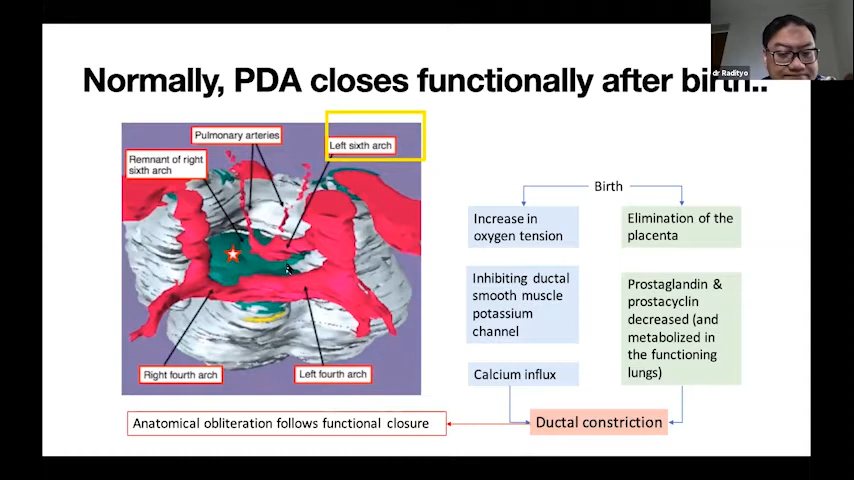 dr Radityo
Normally, PDA closes functionally after birth..
Pulmonary arteries
Left sixth arch
Remnant of right
sixth arch
Right fourth arch
Left fourth arch
Birth
Increase in
oxygen tension
Elimination of the
placenta
Inhibiting ductal
smooth muscle
potassium
channel
Prostaglandin &
prostacyclin
decreased (and
metabolized in
the functioning
lungs)
Calcium influx
Anatomical obliteration follows functional closure
Ductal constriction